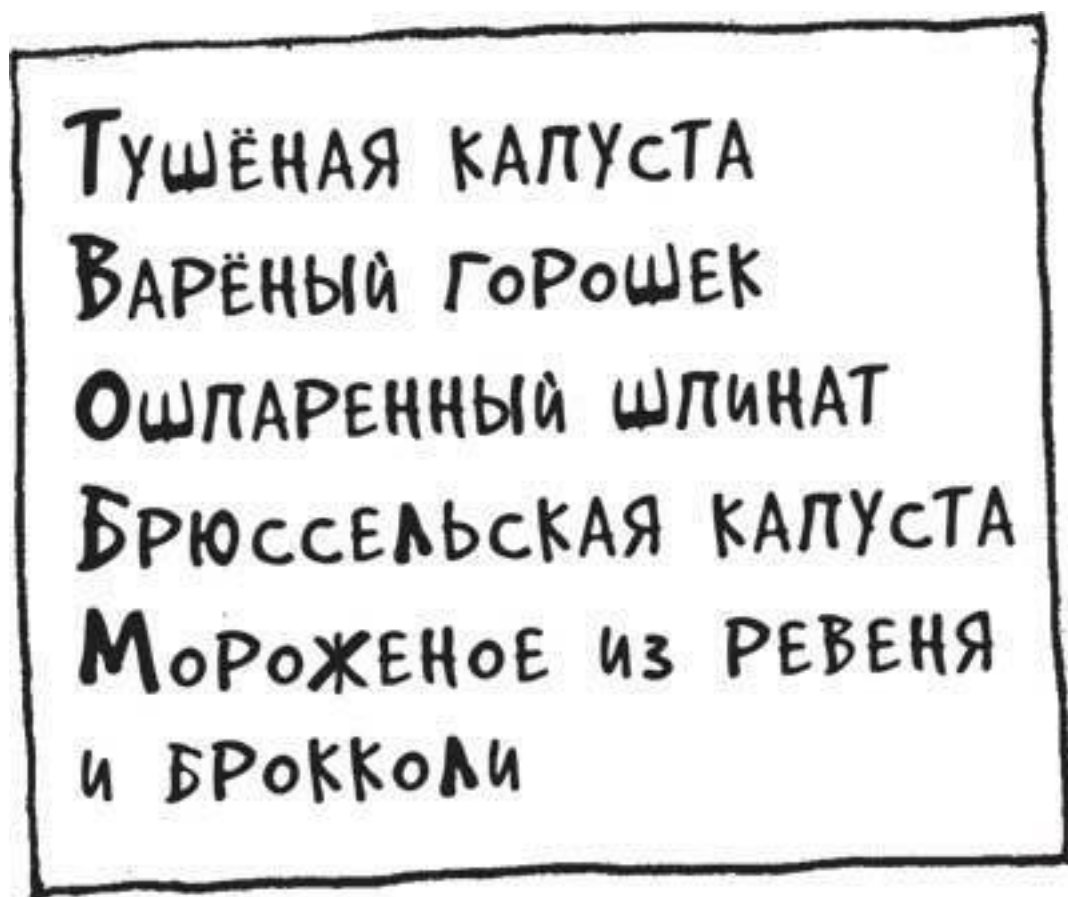 Тушёная капуста
Варёный горошек
Ошпаренный шпинат
Брюссельская капуста
Мороженое из ревеня
и брокколи